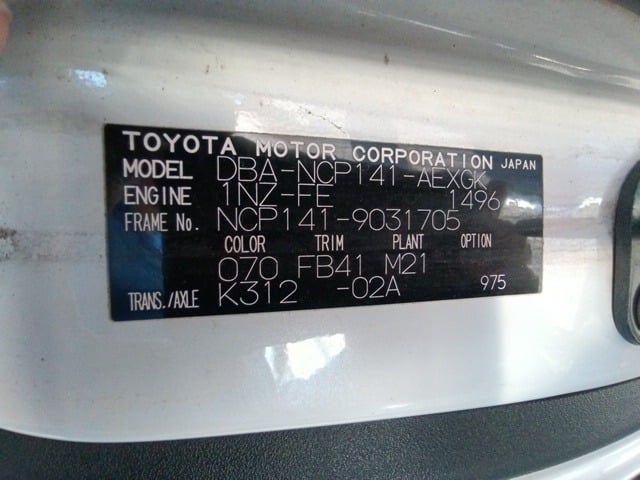 TOYOTA MOTOR CORPORATION JAPAN
MODEL DBA-NCP141-AEXGK
ENGINE 1NZ-FE 1496
FRAME No. NCP141-9031705
COLOR TRIM PLANT OPTION
070 FB41 M21
TRANS./AXLE K312 -02A 975